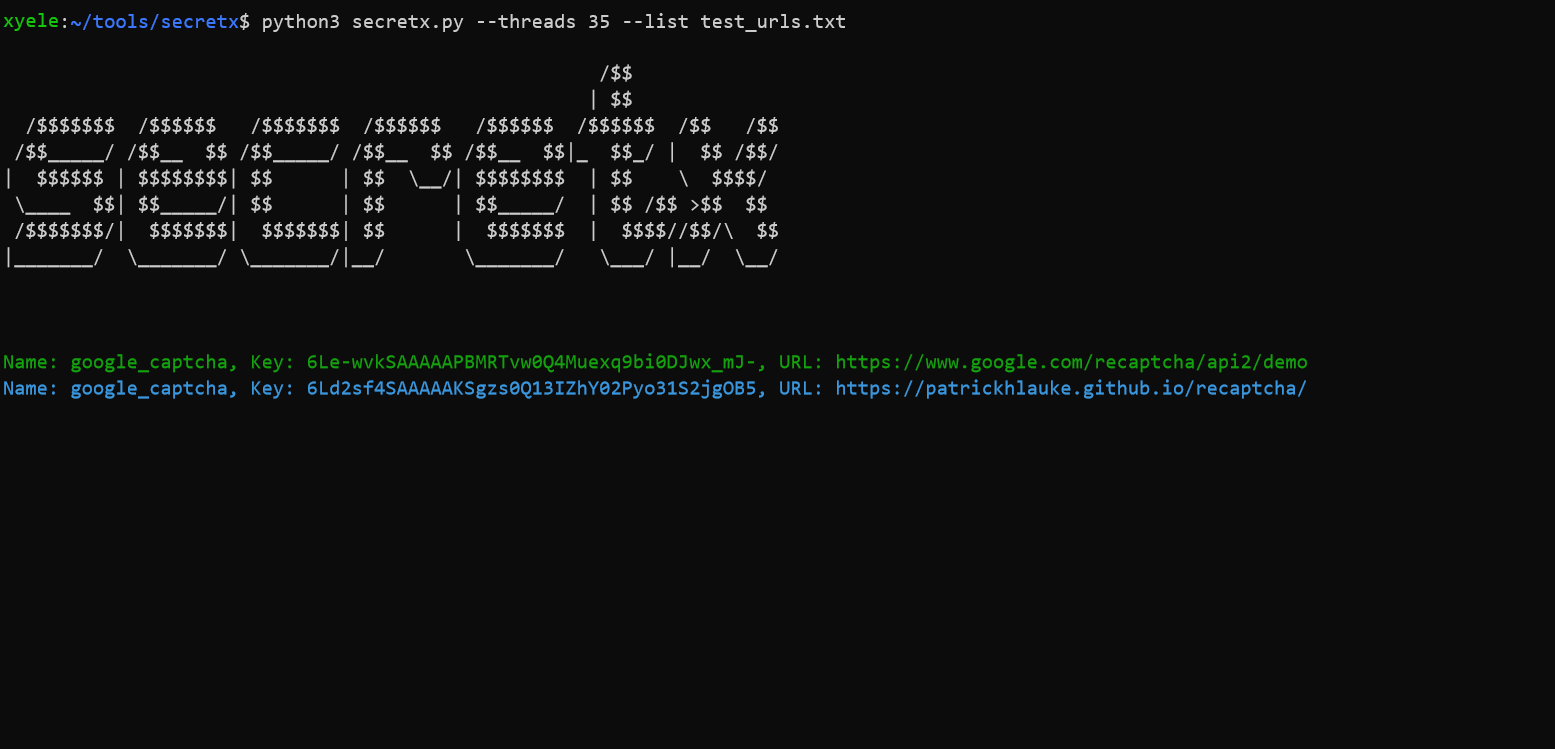 xyele:~/tools/secretx$ python3 secretx.py --threads 35 --list test_urls.txt
                                                     /$$
                                                    | $$
  /$$$$$$$  /$$$$$$   /$$$$$$$  /$$$$$$   /$$$$$$  /$$$$$$  /$$   /$$
 /$$_____/ /$$__  $$ /$$_____/ /$$__  $$ /$$__  $$|_  $$_/ |  $$ /$$/
|  $$$$$$ | $$$$$$$$| $$      | $$  \__/| $$$$$$$$  | $$    \  $$$$/
 \____  $$| $$_____/| $$      | $$      | $$_____/  | $$ /$$ >$$  $$
 /$$$$$$$/|  $$$$$$$|  $$$$$$$| $$      |  $$$$$$$  |  $$$$//$$/\  $$
|_______/  \_______/ \_______/|__/       \_______/   \___/ |__/  \__/
Name: google_captcha, Key: 6Le-wvkSAAAAAPBMRTvw0Q4Muexq9bi0DJwx_mJ-, URL: https://www.google.com/recaptcha/api2/demo
Name: google_captcha, Key: 6Ld2sf4SAAAAAKSgzs0Q13IZhY02Pyo31S2jgOB5, URL: https://patrickhlauke.github.io/recaptcha/